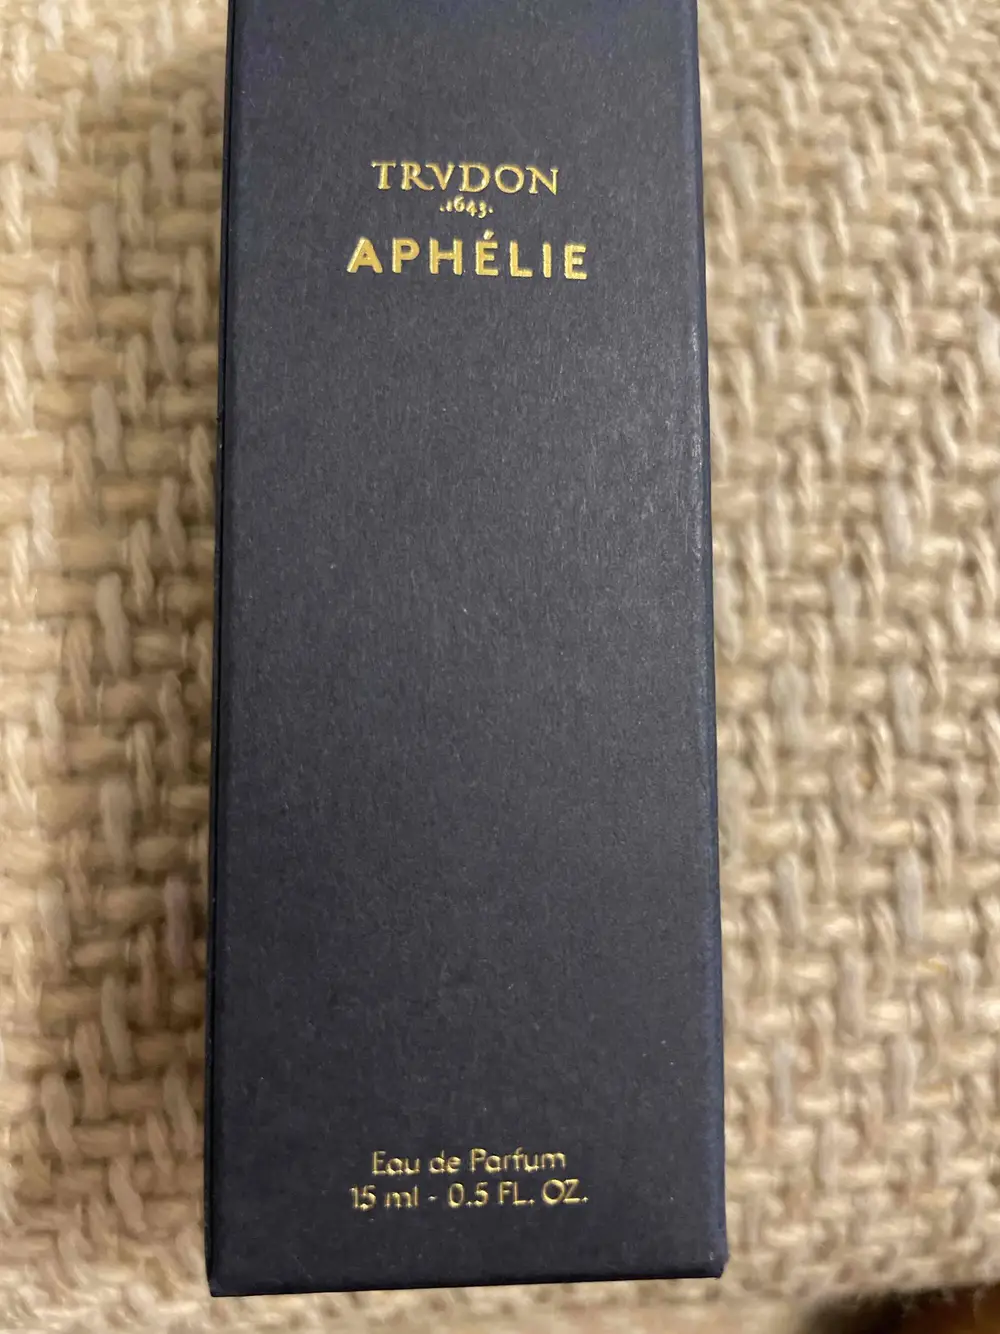 TRVDON
.1643.
APHÉLIE
Eau de Parfum
15 ml - 0.5 FL. OZ.